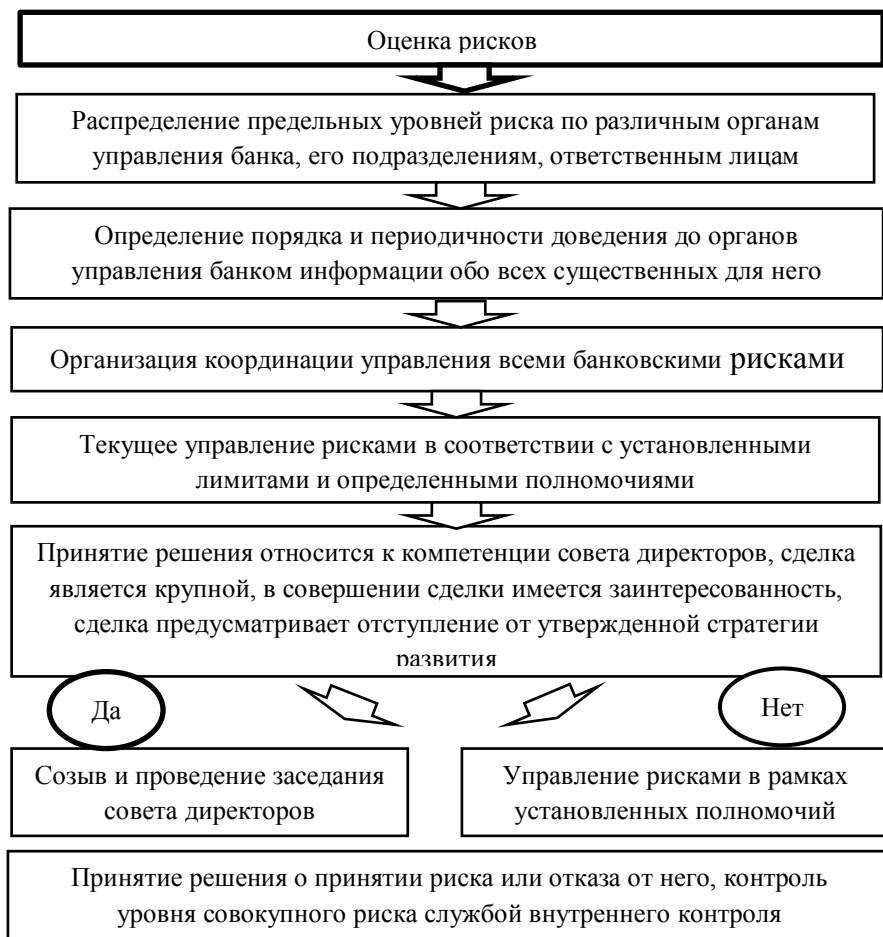 Оценка рисков
Распределение предельных уровней риска по различным органам
управления банка, его подразделениям, ответственным лицам
Определение порядка и периодичности доведения до органов
управления банком информации обо всех существенных для него
Организация координации управления всеми банковскими рисками
Текущее управление рисками в соответствии с установленными
лимитами и определенными полномочиями
Принятие решения относится к компетенции совета директоров, сделка
является крупной, в совершении сделки имеется заинтересованность,
сделка предусматривает отступление от утвержденной стратегии
развития
Да
Нет
Созыв и проведение заседания
совета директоров
Управление рисками в рамках
установленных полномочий
Принятие решения о принятии риска или отказа от него, контроль
уровня совокупного риска службой внутреннего контроля